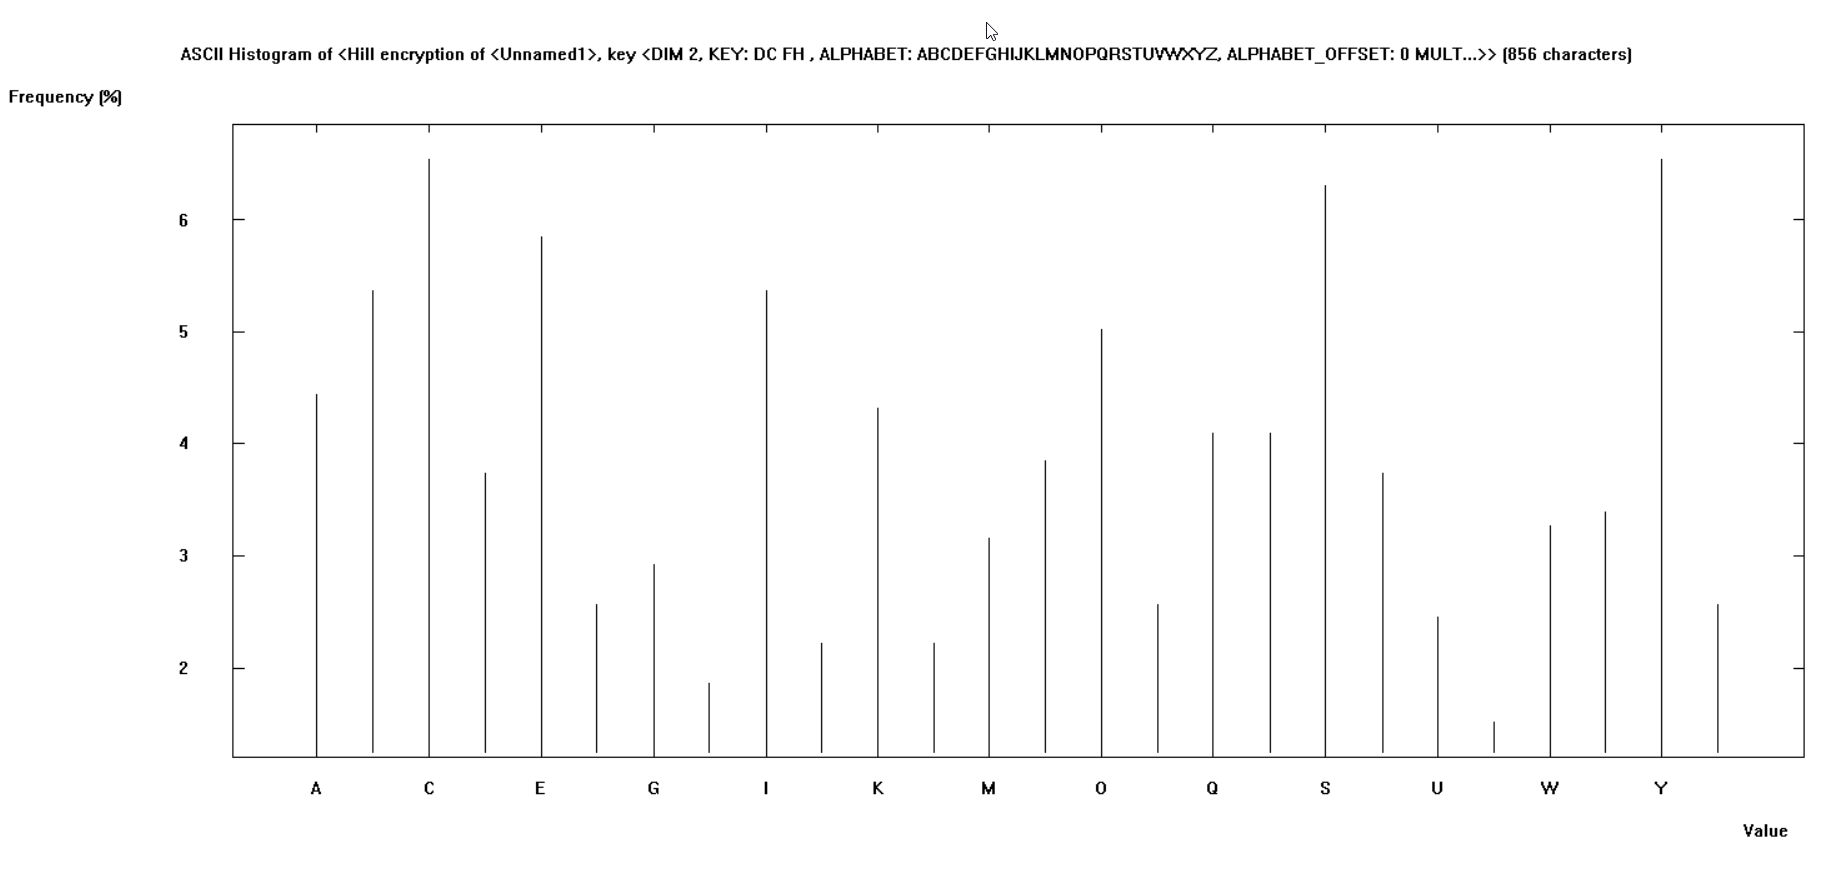 ASCII Histogram of <Hill encryption of <Unnamed1>, key <DIM 2, KEY: DC FH , ALPHABET: ABCDEFGHIJKLMNOPQRSTUVWXYZ, ALPHABET_OFFSET: 0 MULT...>> (856 characters)
Frequency (%)
6
5
4
3
2
A C E G I K M O Q S U W Y
Value